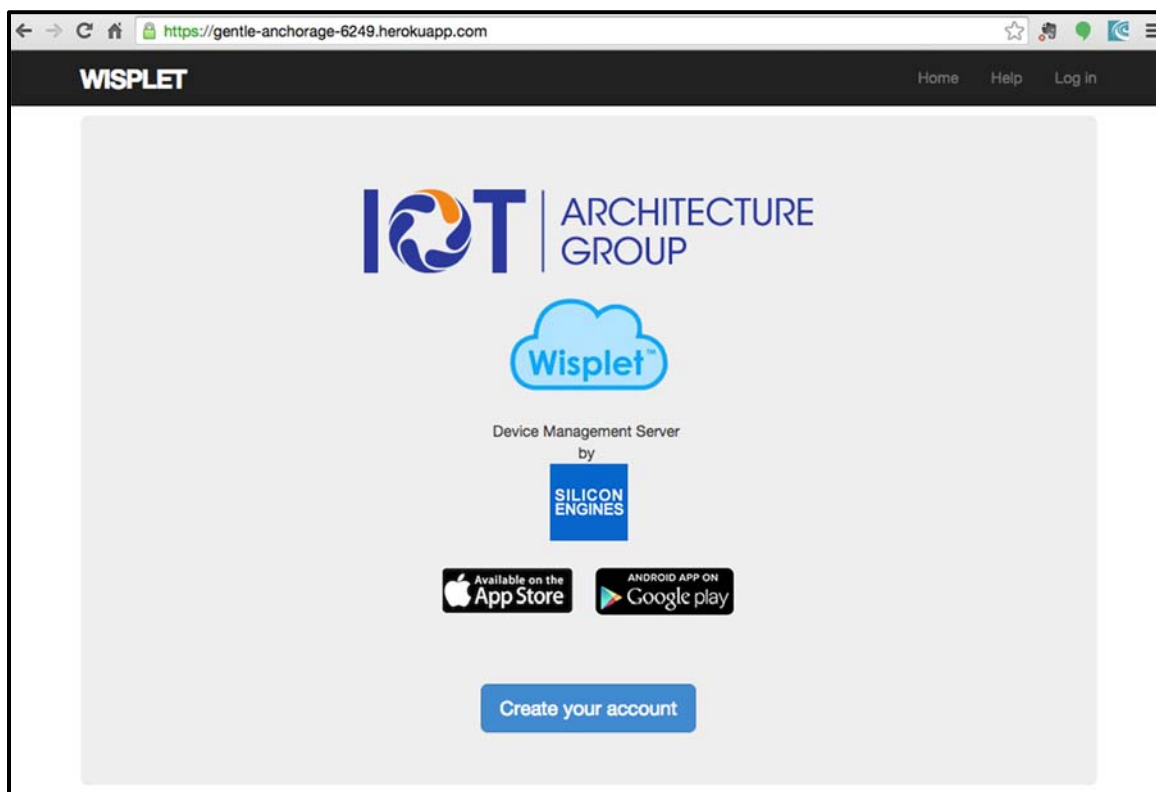 https://gentle-anchorage-6249.herokuapp.com
WISPLET
Home Help Log in
IOT ARCHITECTURE
GROUP
Wisplet™
Device Management Server
by
SILICON
ENGINES
Available on the
App Store
ANDROID APP ON
Google play
Create your account